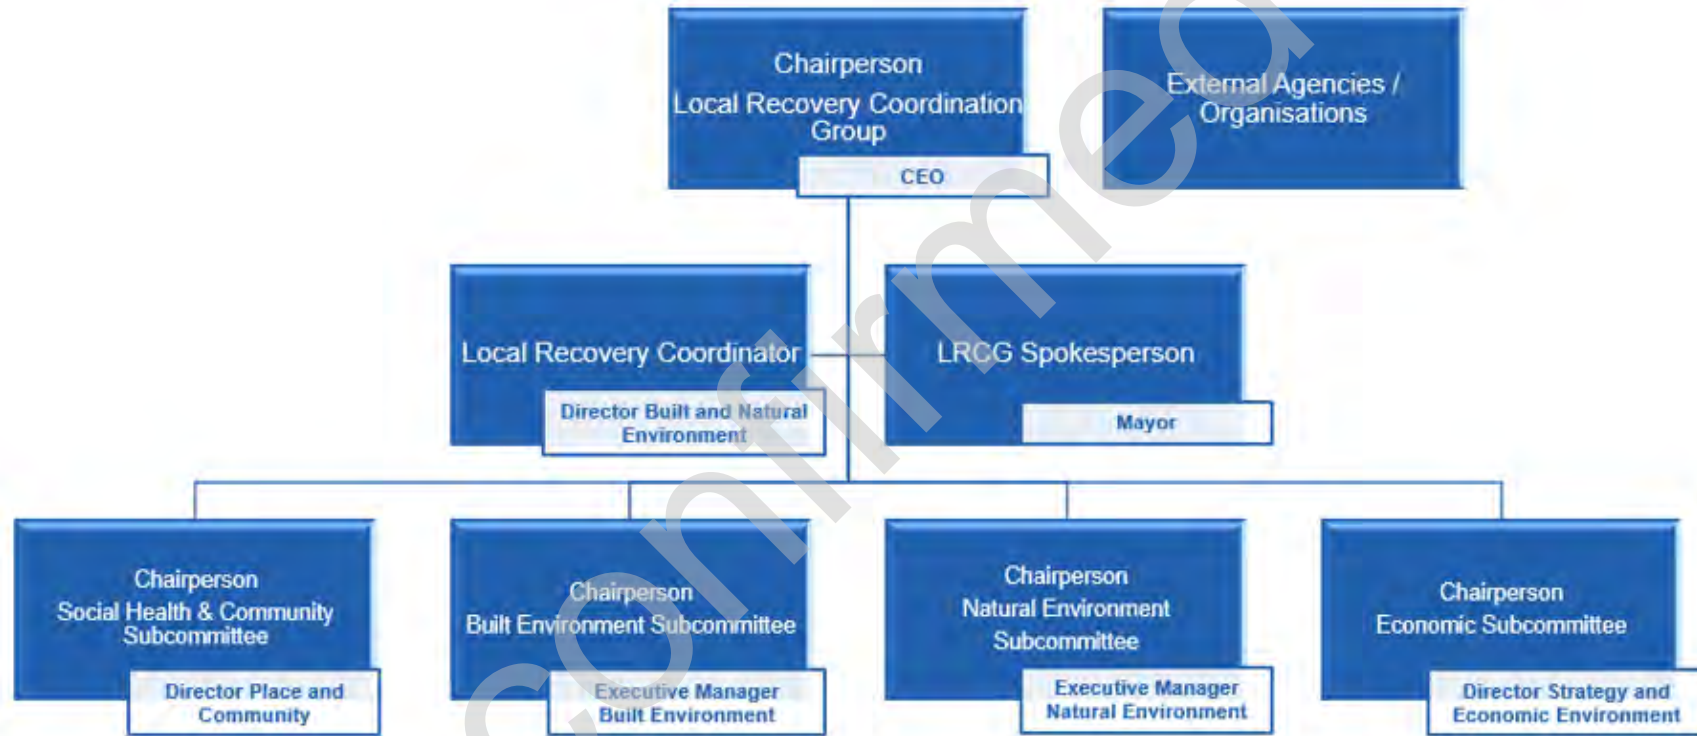 Chairperson
Local Recovery Coordination
Group
CEO
External Agencies /
Organisations
Local Recovery Coordinator
Director Built and Natural
Environment
LRCG Spokesperson
Mayor
Chairperson
Social Health & Community
Subcommittee
Director Place and
Community
Chairperson
Built Environment Subcommittee
Executive Manager
Built Environment
Chairperson
Natural Environment
Subcommittee
Executive Manager
Natural Environment
Chairperson
Economic Subcommittee
Director Strategy and
Economic Environment
confirmed